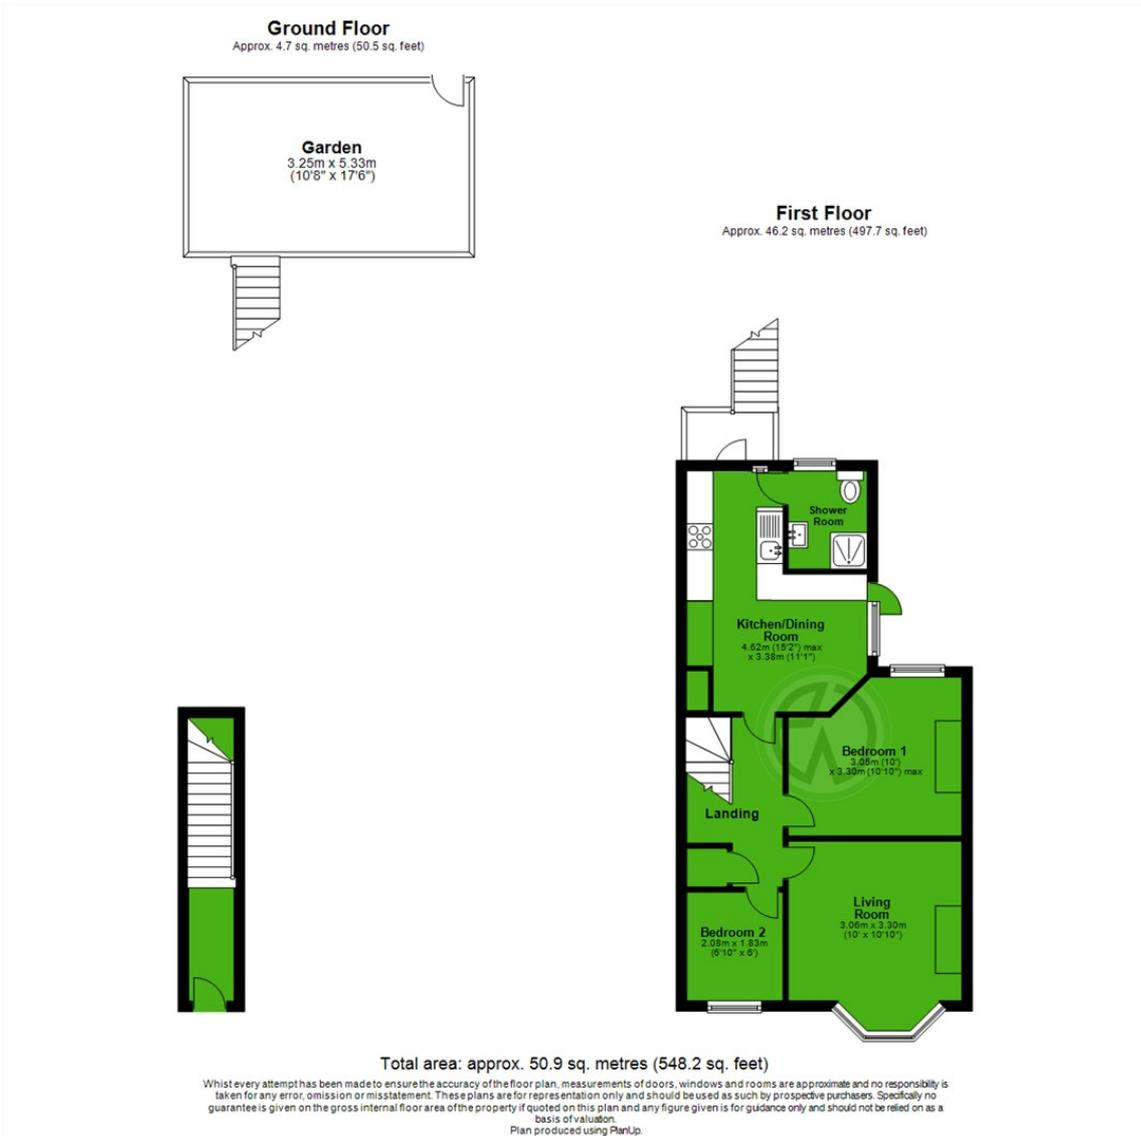 Ground Floor
Approx. 4.7 sq. metres (50.5 sq. feet)
Garden
3.25m x 5.33m
(10'8" x 17'6")
First Floor
Approx. 46.2 sq. metres (497.7 sq. feet)
Shower
Room
Kitchen/Dining
Room
4.62m (15'2") max
x 3.38m (11'1")
Bedroom 1
3.05m (10')
x 3.30m (10'10") max
Landing
Living
Room
3.06m x 3.30m
(10' x 10'10")
Bedroom 2
2.08m x 1.83m
(6'10" x 6')
Total area: approx. 50.9 sq. metres (548.2 sq. feet)
Whist every attempt has been made to ensure the accuracy of the floor plan, measurements of doors, windows and rooms are approximate and no responsibility is
taken for any error, omission or misstatement. These plans are for representation only and should be used as such by prospective purchasers. Specifically no
guarantee is given on the gross internal floor area of the property if quoted on this plan and any figure given is for guidance only and should not be relied on as a
basis of valuation.
Plan produced using PlanUp.